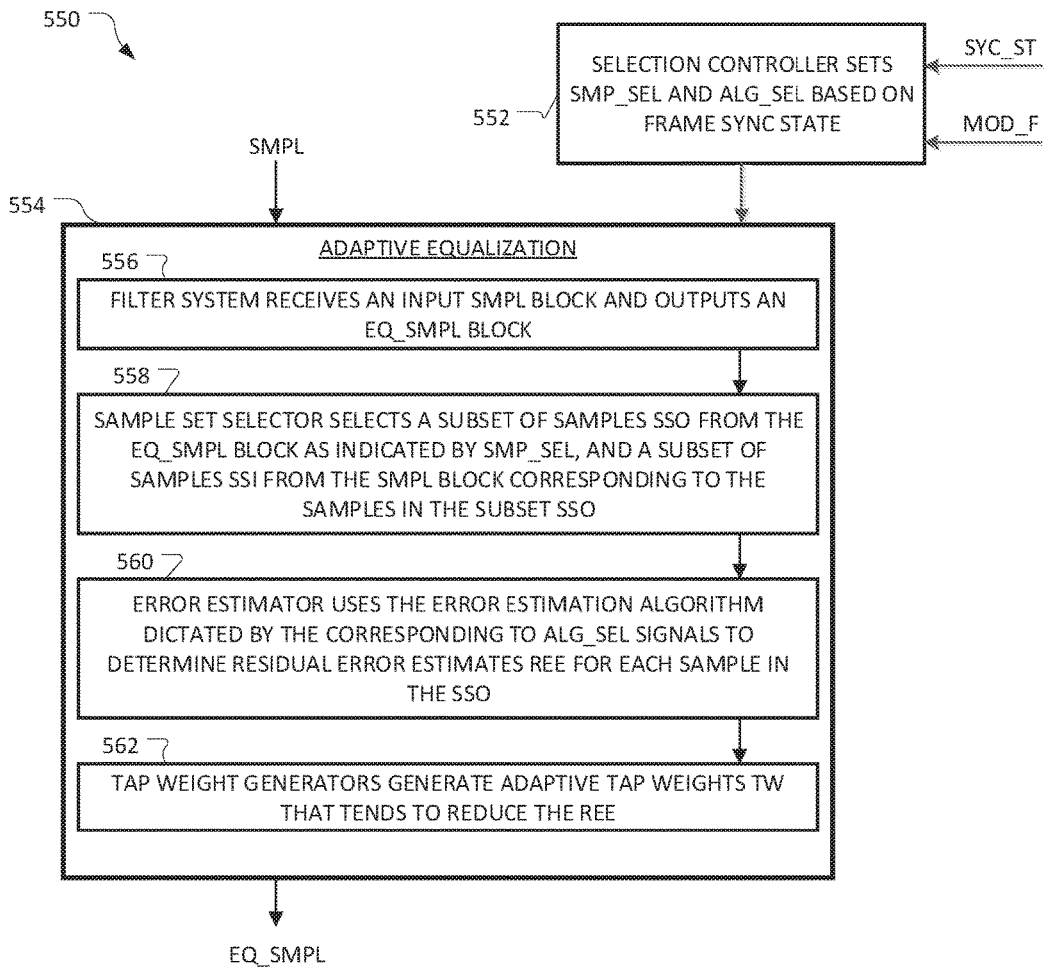 550
SELECTION CONTROLLER SETS
SMP_SEL AND ALG_SEL BASED ON
FRAME SYNC STATE
552
SYC_ST
MOD_F
SMPL
554
ADAPTIVE EQUALIZATION
556
FILTER SYSTEM RECEIVES AN INPUT SMPL BLOCK AND OUTPUTS AN
EQ_SMPL BLOCK
558
SAMPLE SET SELECTOR SELECTS A SUBSET OF SAMPLES SSO FROM THE
EQ_SMPL BLOCK AS INDICATED BY SMP_SEL, AND A SUBSET OF
SAMPLES SSI FROM THE SMPL BLOCK CORRESPONDING TO THE
SAMPLES IN THE SUBSET SSO
560
ERROR ESTIMATOR USES THE ERROR ESTIMATION ALGORITHM
DICTATED BY THE CORRESPONDING TO ALG_SEL SIGNALS TO
DETERMINE RESIDUAL ERROR ESTIMATES REE FOR EACH SAMPLE IN
THE SSO
562
TAP WEIGHT GENERATORS GENERATE ADAPTIVE TAP WEIGHTS TW
THAT TENDS TO REDUCE THE REE
EQ_SMPL